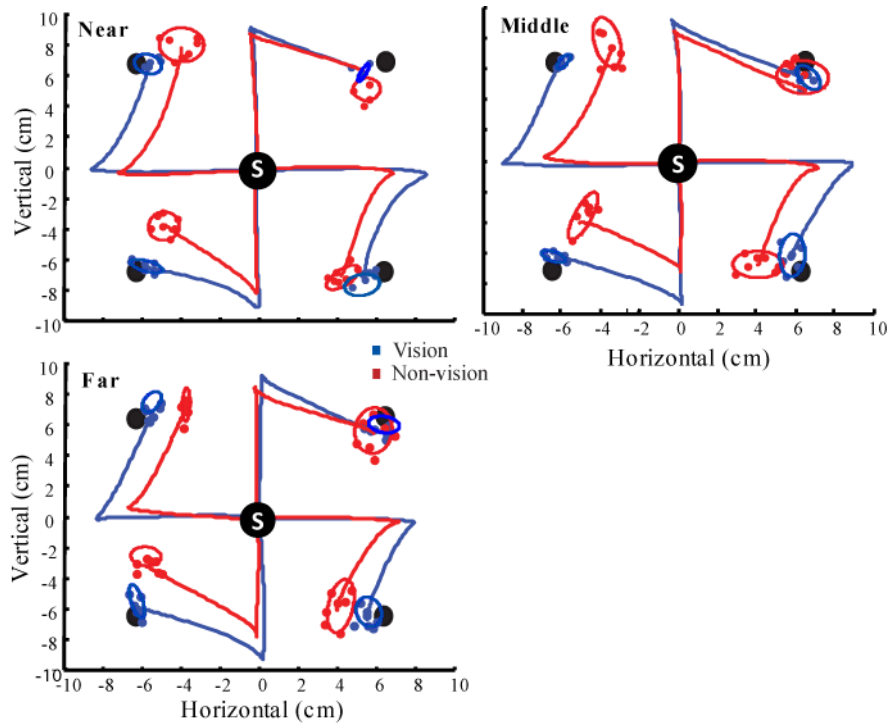 Near
Vertical (cm)
10
8
6
4
2
0
-2
-4
-6
-8
-10
S
Middle
S
-10 -8 -6 -4 -2 0 2 4 6 8 10
Horizontal (cm)
Vision
Non-vision
Far
Vertical (cm)
10
8
6
4
2
0
-2
-4
-6
-8
-10
S
-10 -8 -6 -4 -2 0 2 4 6 8 10
Horizontal (cm)